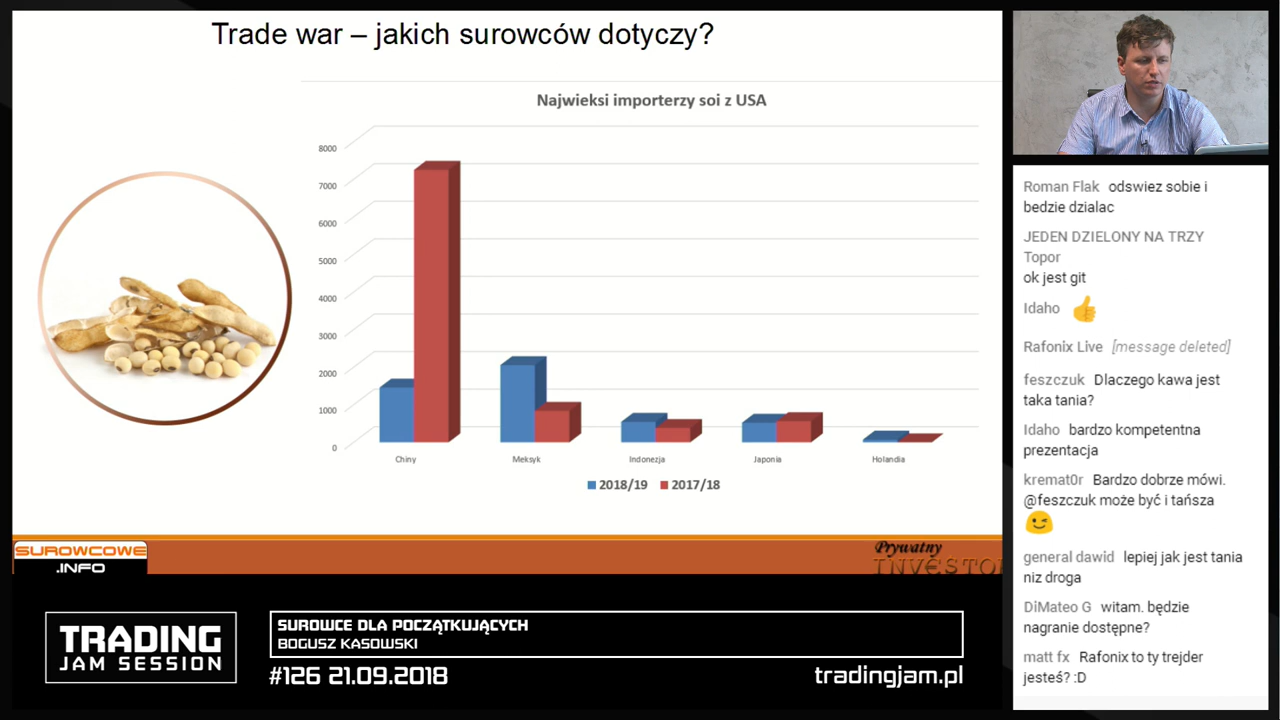 Trade war – jakich surowców dotyczy?
Najwieksi importerzy soi z USA
8000
7000
6000
5000
4000
3000
2000
1000
0
Chiny
Meksyk
Indonezja
Japonia
Holandia
2018/19
2017/18
SUROWCOWE
.INFO
Prywatny
INVESTO
TRADING
JAM SESSION
SUROWCE DLA POCZĄTKUJĄCYCH
BOGUSZ KASOWSKI
#126 21.09.2018
tradingjam.pl
Roman Flak odswiez sobie i
bedzie dzialac
JEDEN DZIELONY NA TRZY
Topor
ok jest git
Idaho
Rafonix Live [message deleted]
feszczuk Dlaczego kawa jest
taka tania?
Idaho bardzo kompetentna
prezentacja
kremat0r Bardzo dobrze mówi.
@feszczuk może być i tańsza
general dawid lepiej jak jest tania
niz droga
DiMateo G witam. będzie
nagranie dostępne?
matt fx Rafonix to ty trejder
jesteś? :D